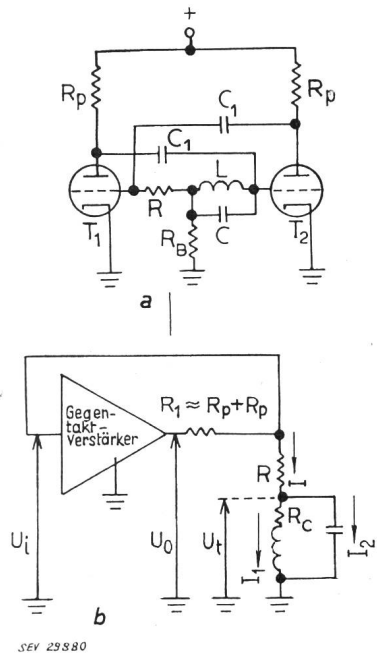 +
Rp
Rp
C1
C1
L
T1
R
C
T2
RB
a
Gegen-
takt-
Verstärker
R1 ≈ Rp+Rp
R
I
Rc
Ui
U0
Ut
I1
I2
b
SEV 29880